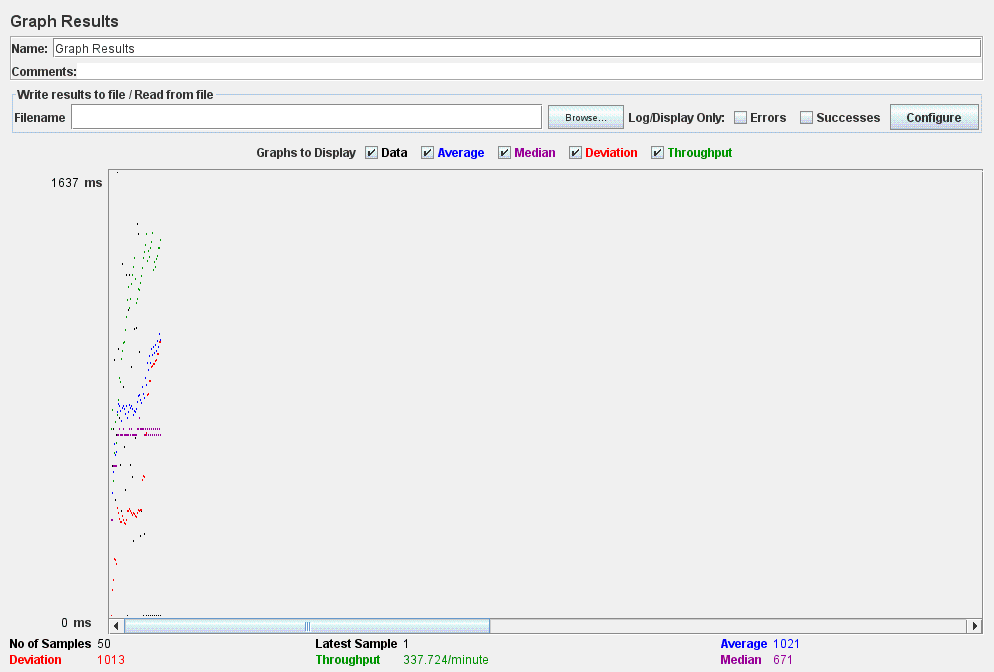 Graph Results
Name: Graph Results
Comments:
Write results to file / Read from file
Filename Browse... Log/Display Only: Errors Successes Configure
Graphs to Display Data Average Median Deviation Throughput
1637 ms
0 ms
No of Samples 50 Latest Sample 1 Average 1021
Deviation 1013 Throughput 337.724/minute Median 671